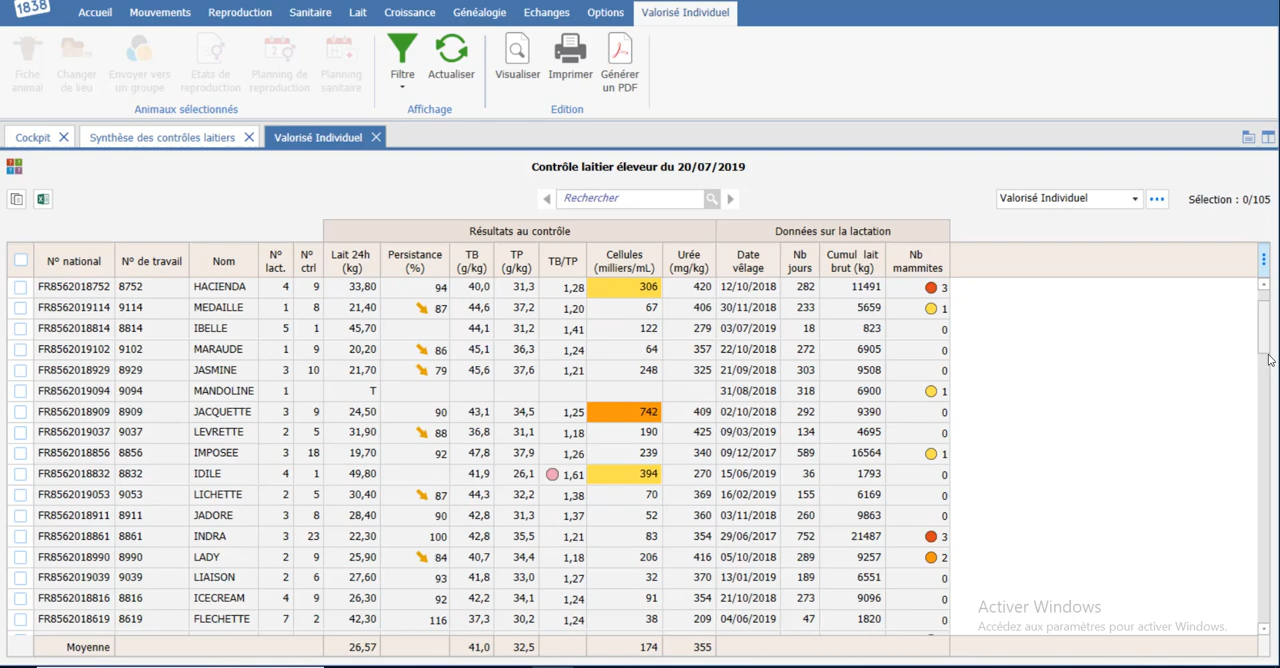 1838
Accueil Mouvements Reproduction Sanitaire Lait Croissance Généalogie Echanges Options Valorisé Individuel
Fiche animal Changer de lieu Envoyer vers un groupe Etats de reproduction Planning de reproduction Planning sanitaire Filtre Actualiser Visualiser Imprimer Générer un PDF
Animaux sélectionnés Affichage Edition
Cockpit Synthèse des contrôles laitiers Valorisé Individuel
Contrôle laitier éleveur du 20/07/2019
Rechercher Valorisé Individuel Sélection : 0/105
Résultats au contrôle Données sur la lactation
N° national N° de travail Nom N° lact. N° ctrl Lait 24h (kg) Persistance (%) TB (g/kg) TP (g/kg) TB/TP Cellules (milliers/mL) Urée (mg/kg) Date vêlage Nb jours Cumul lait brut (kg) Nb mammites
FR8562018752 8752 HACIENDA 4 9 33,80 94 40,0 31,3 1,28 306 420 12/10/2018 282 11491 3
FR8562019114 9114 MEDAILLE 1 8 21,40 87 44,6 37,2 1,20 67 406 30/11/2018 233 5659 1
FR8562018814 8814 IBELLE 5 1 45,70 44,1 31,2 1,41 122 279 03/07/2019 18 823 0
FR8562019102 9102 MARAUDE 1 9 20,20 86 45,1 36,3 1,24 64 357 22/10/2018 272 6905 0
FR8562018929 8929 JASMINE 3 10 21,70 79 45,6 37,6 1,21 248 325 21/09/2018 303 9508 0
FR8562019094 9094 MANDOLINE 1 T 31/08/2018 318 6900 1
FR8562018909 8909 JACQUETTE 3 9 24,50 90 43,1 34,5 1,25 742 409 02/10/2018 292 9390 0
FR8562019037 9037 LEVRETTE 2 5 31,90 88 36,8 31,1 1,18 190 425 09/03/2019 134 4695 0
FR8562018856 8856 IMPOSEE 3 18 19,70 92 47,8 37,9 1,26 239 340 09/12/2017 589 16564 1
FR8562018832 8832 IDILE 4 1 49,80 41,9 26,1 1,61 394 270 15/06/2019 36 1793 0
FR8562019053 9053 LICHETTE 2 5 30,40 87 44,3 32,2 1,38 70 369 16/02/2019 155 6169 0
FR8562018911 8911 JADORE 3 8 28,40 90 42,8 31,3 1,37 52 360 03/11/2018 260 9863 0
FR8562018861 8861 INDRA 3 23 22,30 100 42,8 35,5 1,21 83 354 29/06/2017 752 21487 3
FR8562018990 8990 LADY 2 9 25,90 84 40,7 34,4 1,18 206 416 05/10/2018 289 9257 2
FR8562019039 9039 LIAISON 2 6 27,60 93 41,8 33,0 1,27 32 370 13/01/2019 189 6551 0
FR8562018816 8816 ICECREAM 4 9 26,30 92 42,2 34,1 1,24 91 354 21/10/2018 273 9096 0
FR8562018619 8619 FLECHETTE 7 2 42,30 116 37,3 30,2 1,24 38 209 04/06/2019 47 1820 0
Moyenne 26,57 41,0 32,5 174 355
Activer Windows
Accédez aux paramètres pour activer Windows.